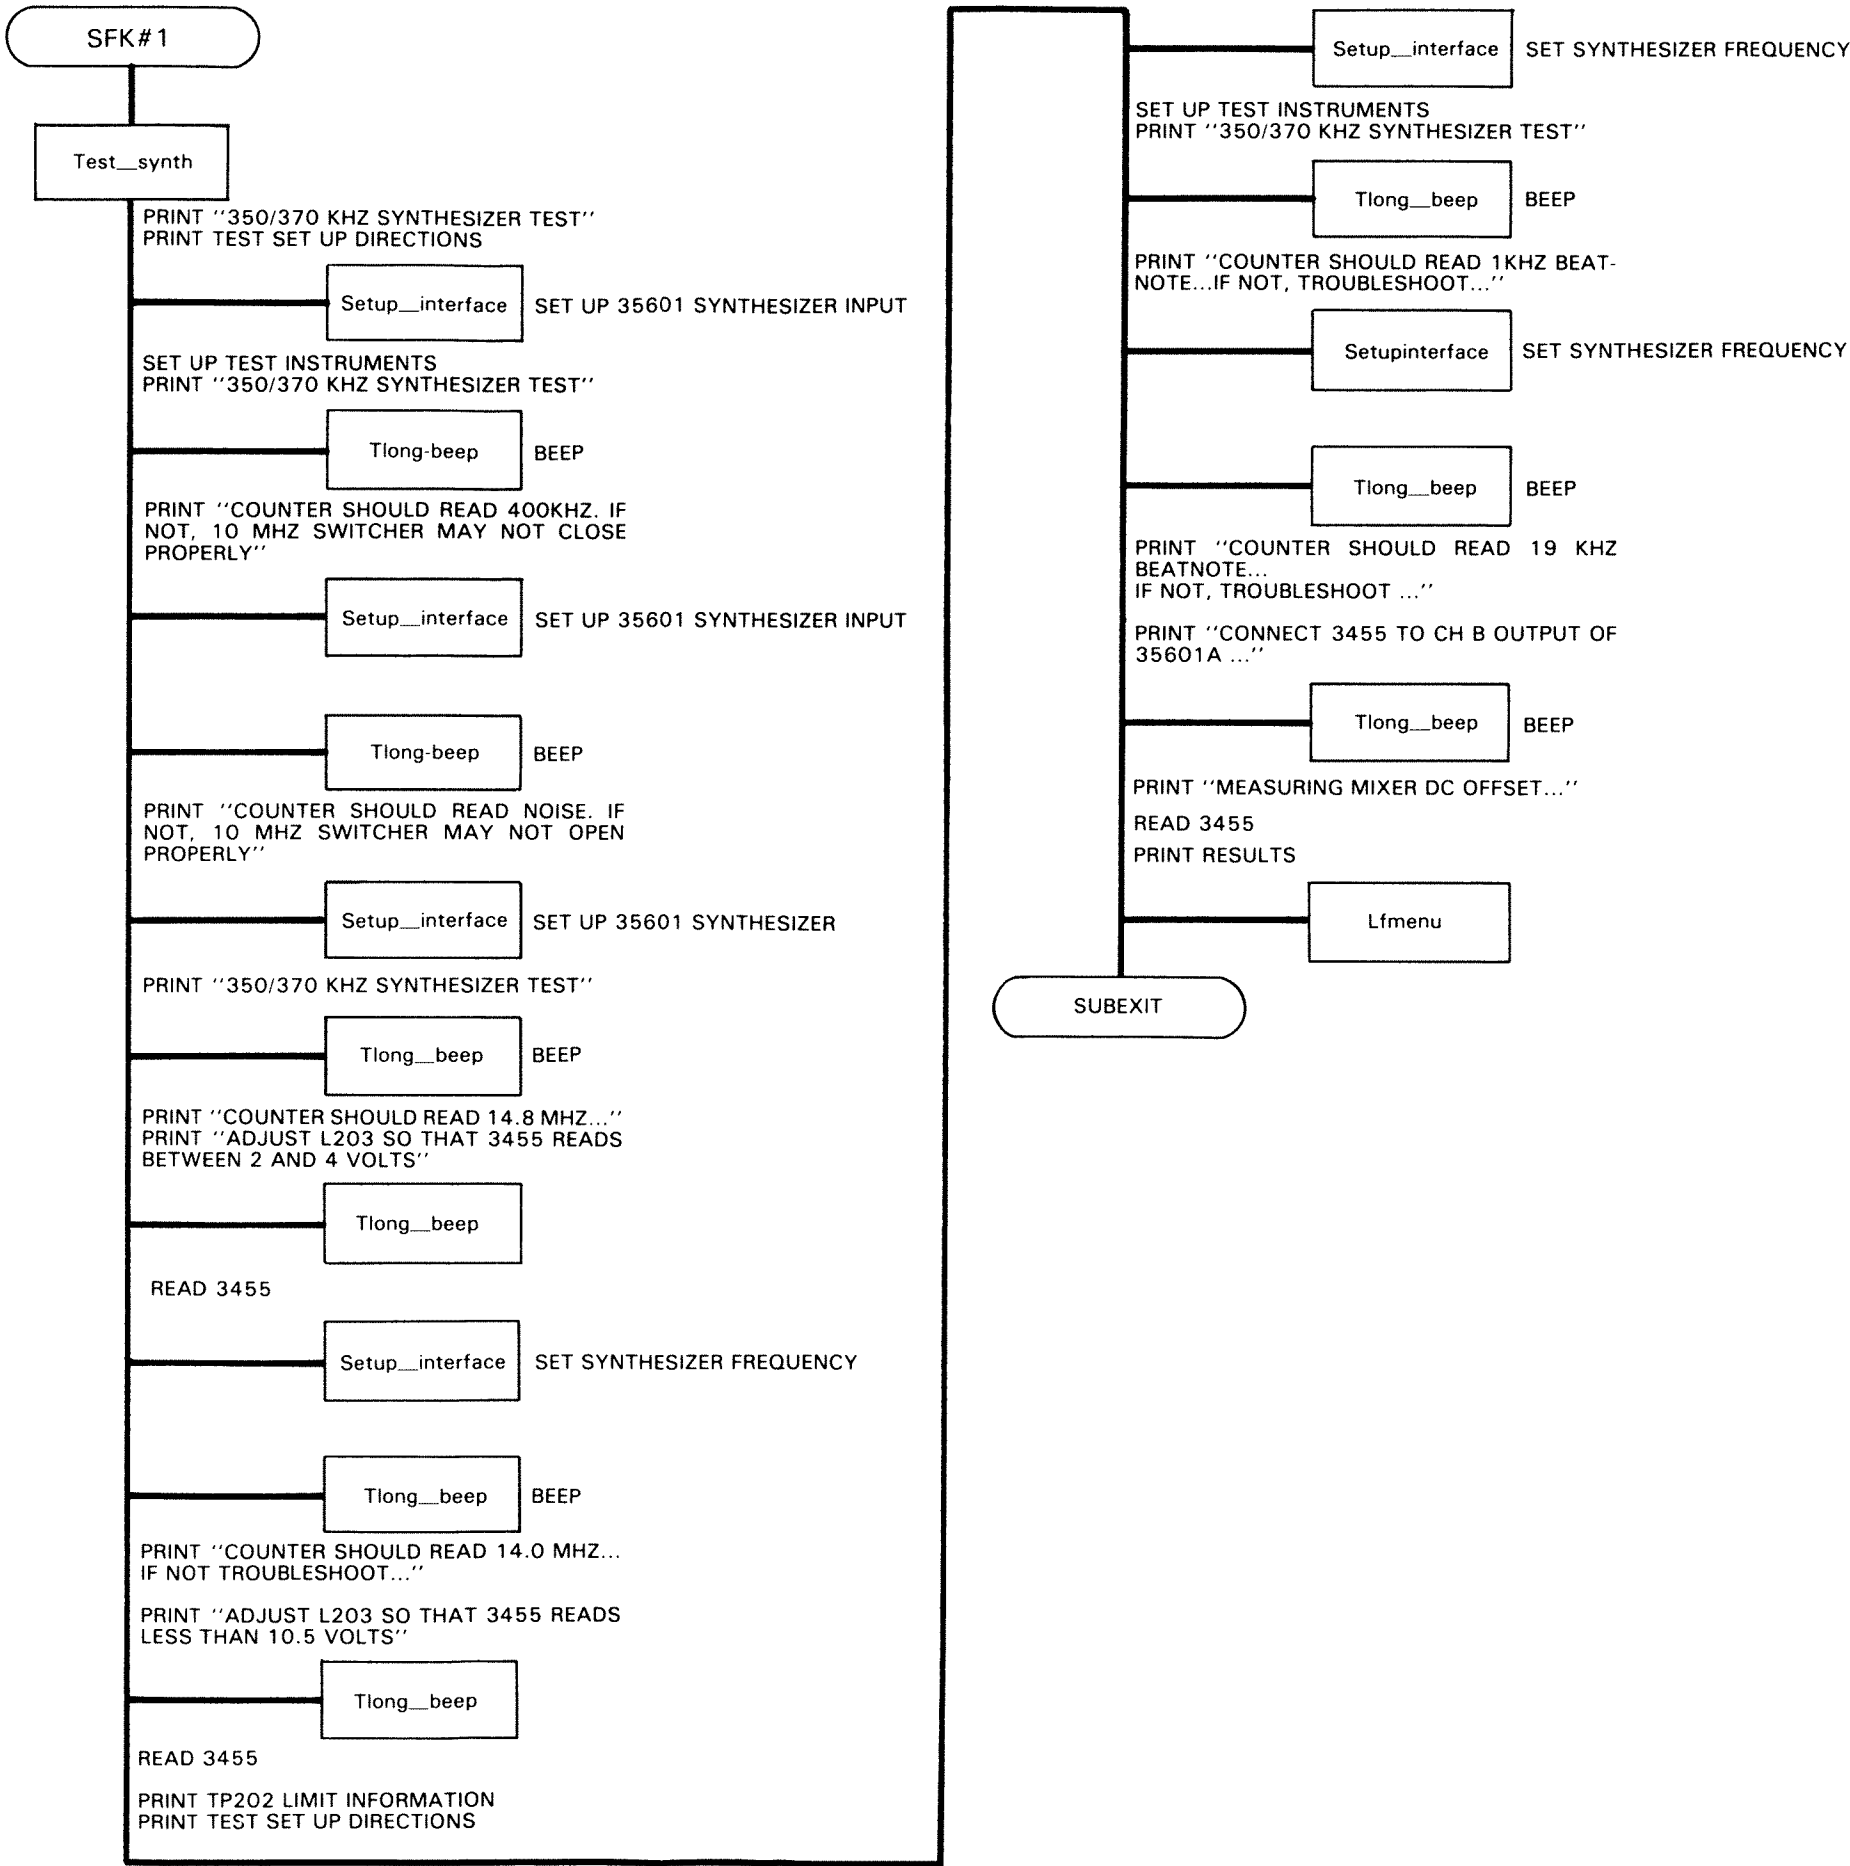 SFK#1
Test__synth
PRINT ''350/370 KHZ SYNTHESIZER TEST''
PRINT TEST SET UP DIRECTIONS
Setup__interface SET UP 35601 SYNTHESIZER INPUT
SET UP TEST INSTRUMENTS
PRINT ''350/370 KHZ SYNTHESIZER TEST''
Tlong-beep BEEP
PRINT ''COUNTER SHOULD READ 400KHZ. IF
NOT, 10 MHZ SWITCHER MAY NOT CLOSE
PROPERLY''
Setup__interface SET UP 35601 SYNTHESIZER INPUT
Tlong-beep BEEP
PRINT ''COUNTER SHOULD READ NOISE. IF
NOT, 10 MHZ SWITCHER MAY NOT OPEN
PROPERLY''
Setup__interface SET UP 35601 SYNTHESIZER
PRINT ''350/370 KHZ SYNTHESIZER TEST''
Tlong__beep BEEP
PRINT ''COUNTER SHOULD READ 14.8 MHZ...''
PRINT ''ADJUST L203 SO THAT 3455 READS
BETWEEN 2 AND 4 VOLTS''
Tlong__beep
READ 3455
Setup__interface SET SYNTHESIZER FREQUENCY
Tlong__beep BEEP
PRINT ''COUNTER SHOULD READ 14.0 MHZ...
IF NOT TROUBLESHOOT...''
PRINT ''ADJUST L203 SO THAT 3455 READS
LESS THAN 10.5 VOLTS''
Tlong__beep
READ 3455
PRINT TP202 LIMIT INFORMATION
PRINT TEST SET UP DIRECTIONS
Setup__interface SET SYNTHESIZER FREQUENCY
SET UP TEST INSTRUMENTS
PRINT ''350/370 KHZ SYNTHESIZER TEST''
Tlong__beep BEEP
PRINT ''COUNTER SHOULD READ 1KHZ BEAT-
NOTE...IF NOT, TROUBLESHOOT...''
Setupinterface SET SYNTHESIZER FREQUENCY
Tlong__beep BEEP
PRINT ''COUNTER SHOULD READ 19 KHZ
BEATNOTE...
IF NOT, TROUBLESHOOT ...''
PRINT ''CONNECT 3455 TO CH B OUTPUT OF
35601A ...''
Tlong__beep BEEP
PRINT ''MEASURING MIXER DC OFFSET...''
READ 3455
PRINT RESULTS
Lfmenu
SUBEXIT